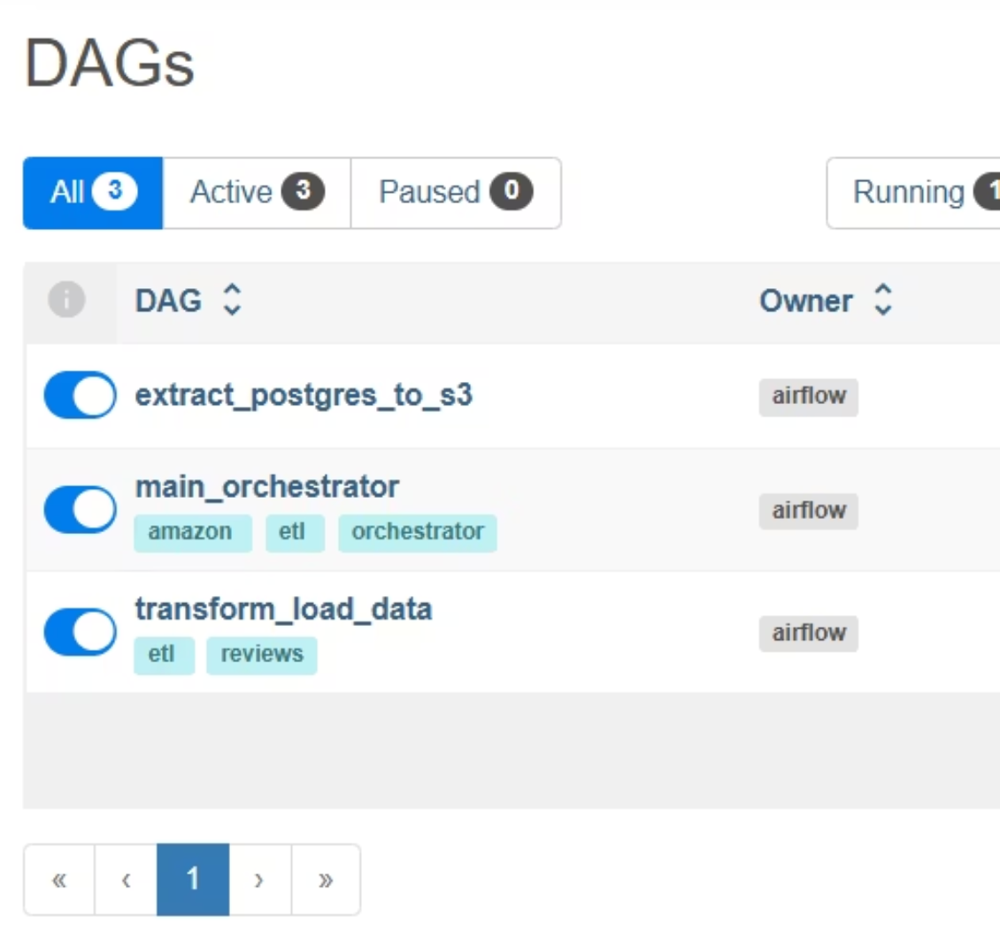 DAGs
All 3 Active 3 Paused 0 Running 1
DAG Owner
extract_postgres_to_s3 airflow
main_orchestrator
amazon etl orchestrator airflow
transform_load_data
etl reviews airflow
« ‹ 1 › »